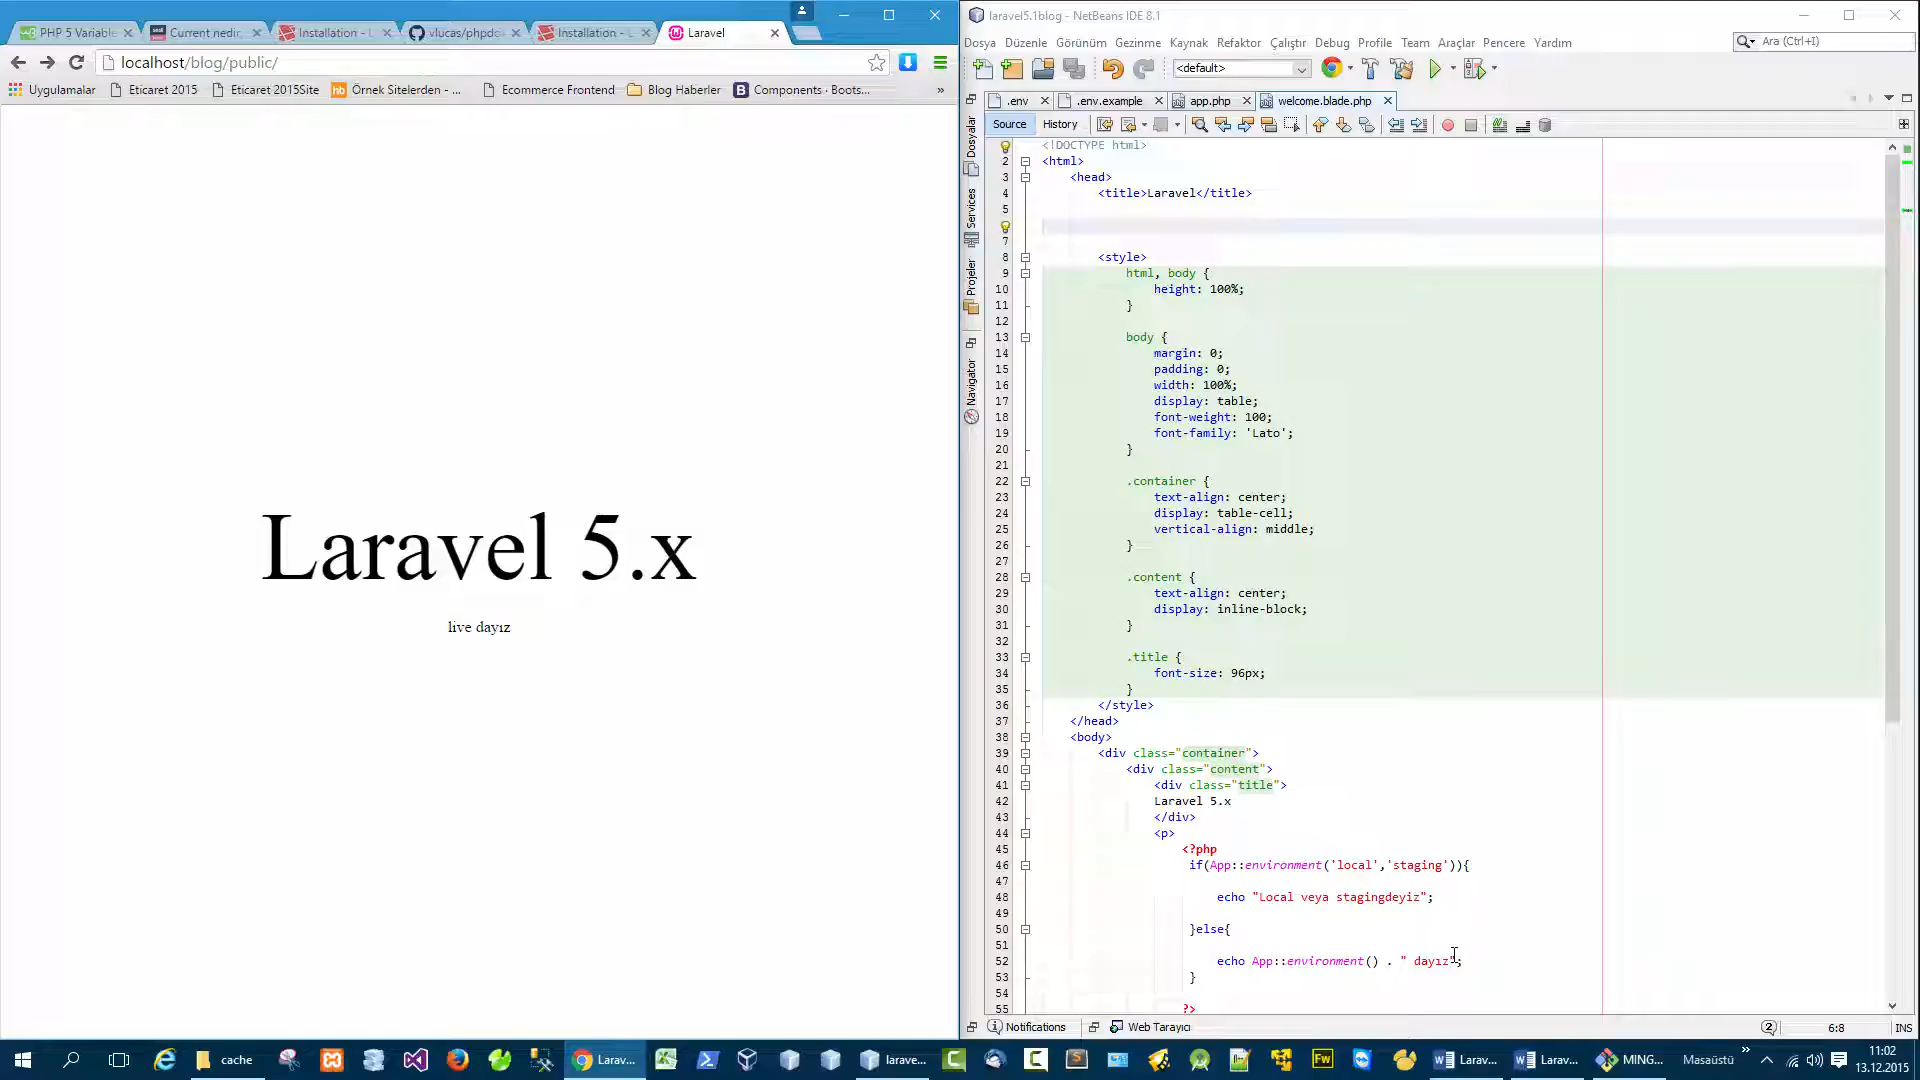 PHP 5 Variable
Current nedir,
Installation - L
vlucas/phpdo
Installation - L
Laravel
localhost/blog/public/
Uygulamalar
Eticaret 2015
Eticaret 2015Site
Örnek Sitelerden - ...
Ecommerce Frontend
Blog Haberler
Components · Boots...
»
Laravel 5.x
live dayız
laravel5.1blog - NetBeans IDE 8.1
Dosya Düzenle Görünüm Gezinme Kaynak Refaktor Çalıştır Debug Profile Team Araçlar Pencere Yardım
Ara (Ctrl+I)
<default>
.env
.env.example
app.php
welcome.blade.php
Source History
Dosyalar
Services
Projeler
Navigator
<!DOCTYPE html>
2 <html>
3 <head>
4 <title>Laravel</title>
5
7
8 <style>
9 html, body {
10 height: 100%;
11 }
12
13 body {
14 margin: 0;
15 padding: 0;
16 width: 100%;
17 display: table;
18 font-weight: 100;
19 font-family: 'Lato';
20 }
21
22 .container {
23 text-align: center;
24 display: table-cell;
25 vertical-align: middle;
26 }
27
28 .content {
29 text-align: center;
30 display: inline-block;
31 }
32
33 .title {
34 font-size: 96px;
35 }
36 </style>
37 </head>
38 <body>
39 <div class="container">
40 <div class="content">
41 <div class="title">
42 Laravel 5.x
43 </div>
44 <p>
45 <?php
46 if(App::environment('local','staging')){
47
48 echo "Local veya stagingdeyiz";
49
50 }else{
51
52 echo App::environment() . " dayız";
53 }
54
55 ?>
Notifications
Web Tarayıcı
2
6:8
INS
cache
Larav...
larave...
Larav...
Larav...
MING...
Masaüstü
»
11:02
13.12.2015